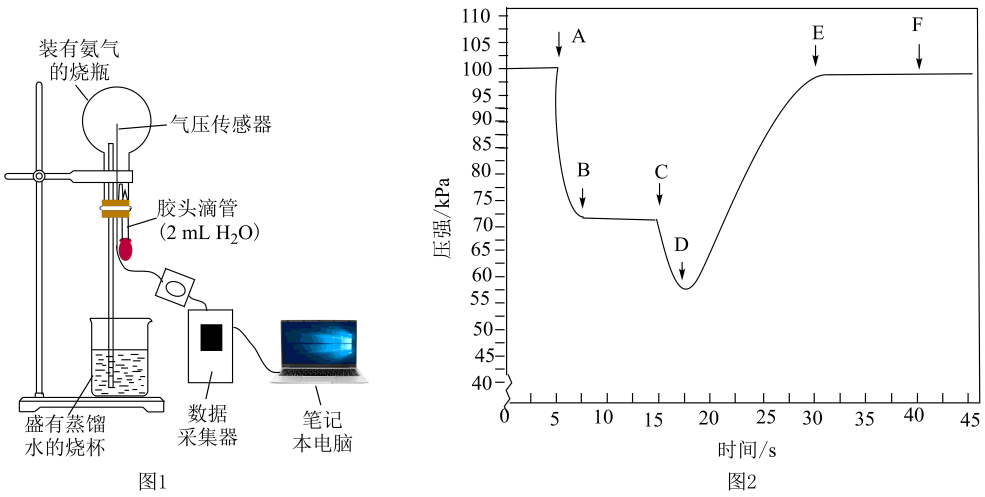 装有氨气
的烧瓶
气压传感器
胶头滴管
(2 mL H₂O)
盛有蒸馏
水的烧杯
数据
采集器
笔记
本电脑
图1
110
105
100
95
90
85
80
75
70
65
60
55
50
45
40
压强/kPa
A
B
C
D
E
F
0
5
10
15
20
25
30
35
40
45
时间/s
图2